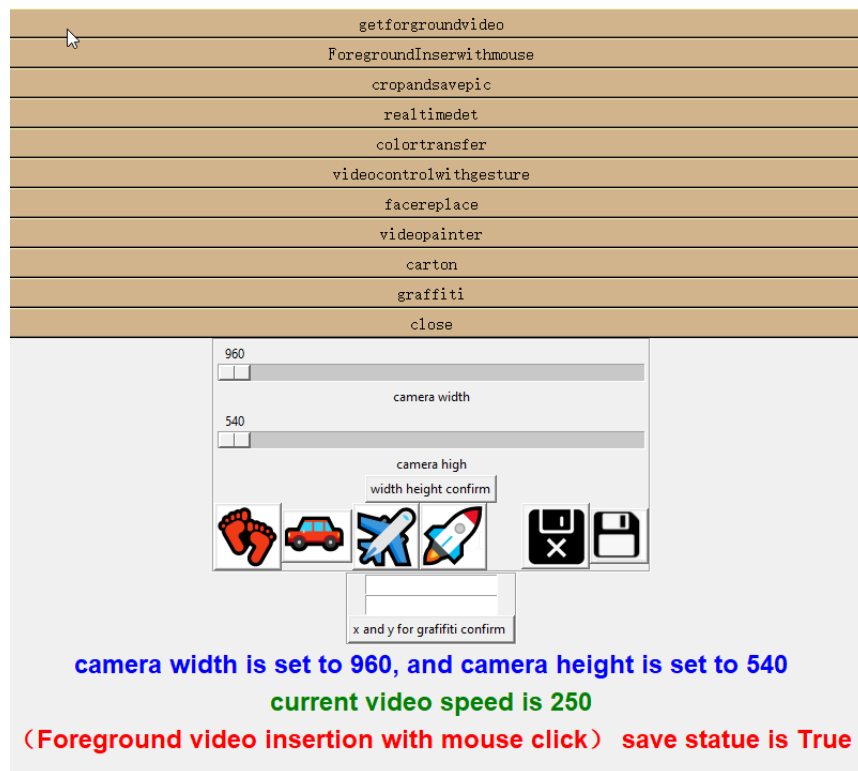 getforgroundvideo
ForegroundInserwithmouse
cropandsavepic
realtimedet
colortransfer
videocontrolwithgesture
facereplace
videopainter
carton
graffiti
close
960
camera width
540
camera high
width height confirm
x and y for grafifiti confirm
camera width is set to 960, and camera height is set to 540
current video speed is 250
（Foreground video insertion with mouse click） save statue is True